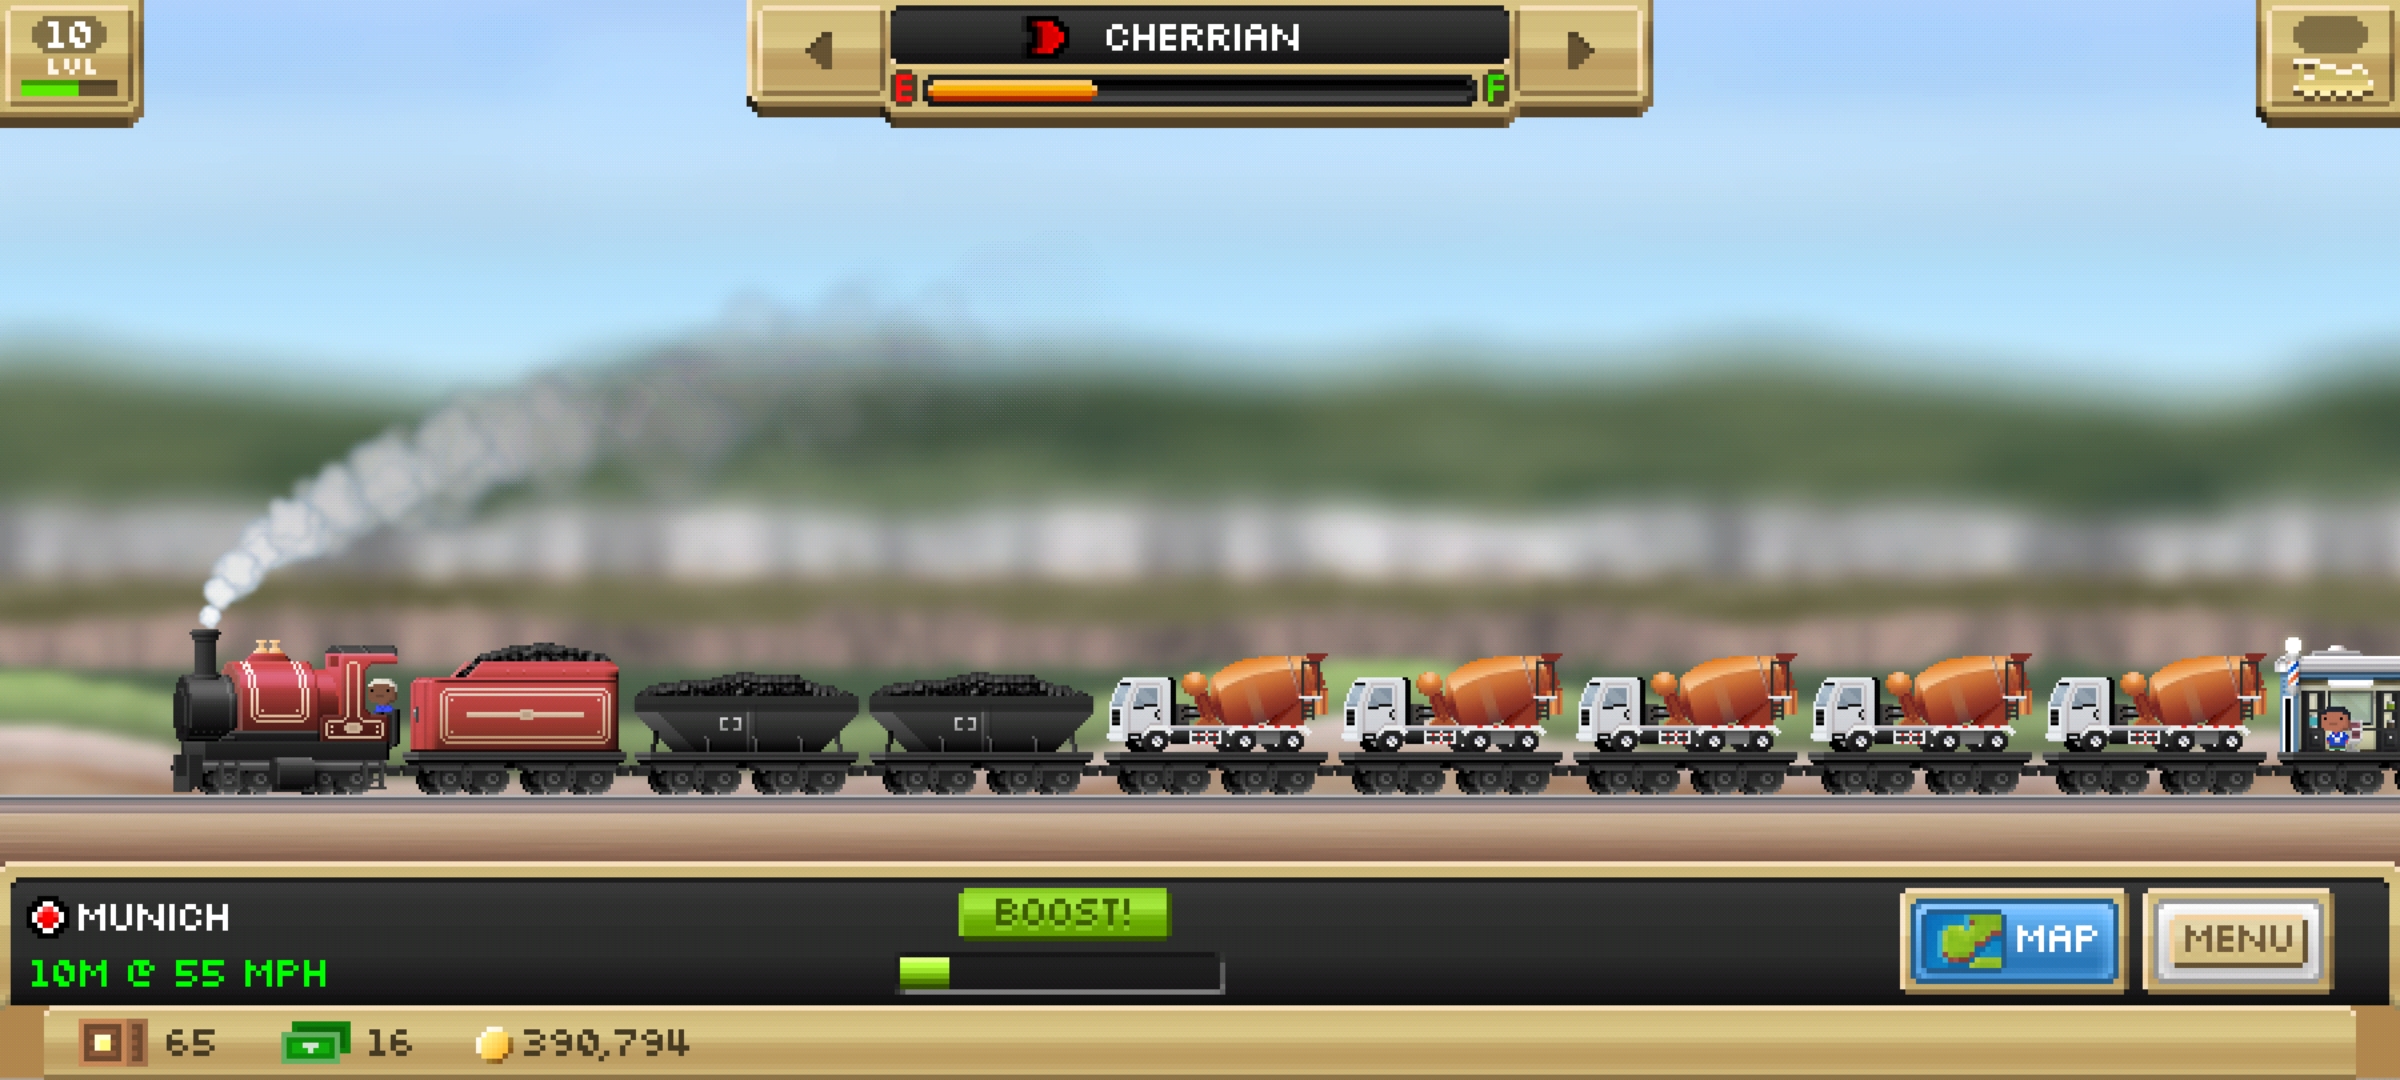 10
LVL
CHERRIAN
E
F
MUNICH
10M @ 55 MPH
BOOST!
MAP
MENU
65
16
390,794